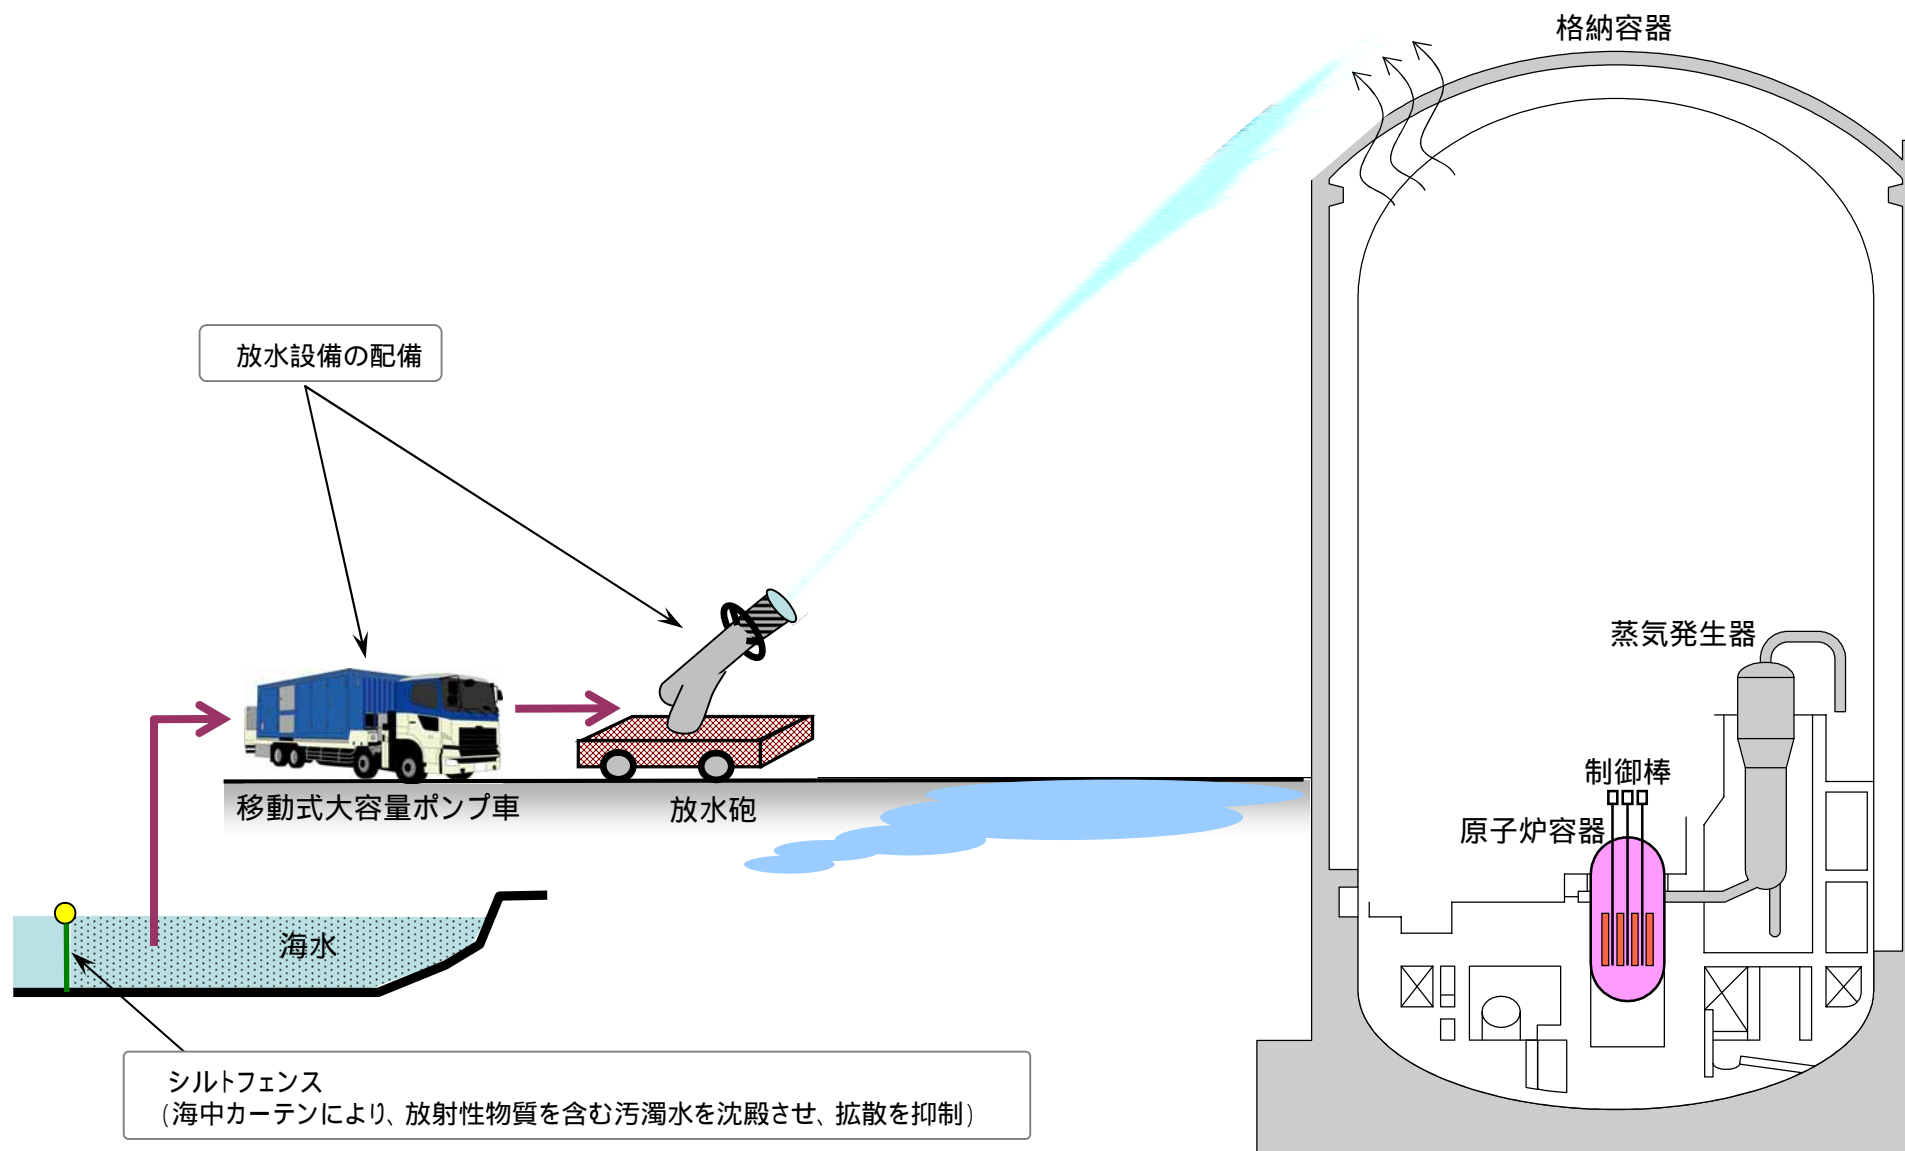 格納容器
放水設備の配備
蒸気発生器
制御棒
原子炉容器
移動式大容量ポンプ車
放水砲
海水
シルトフェンス
(海中カーテンにより、放射性物質を含む汚濁水を沈殿させ、拡散を抑制)